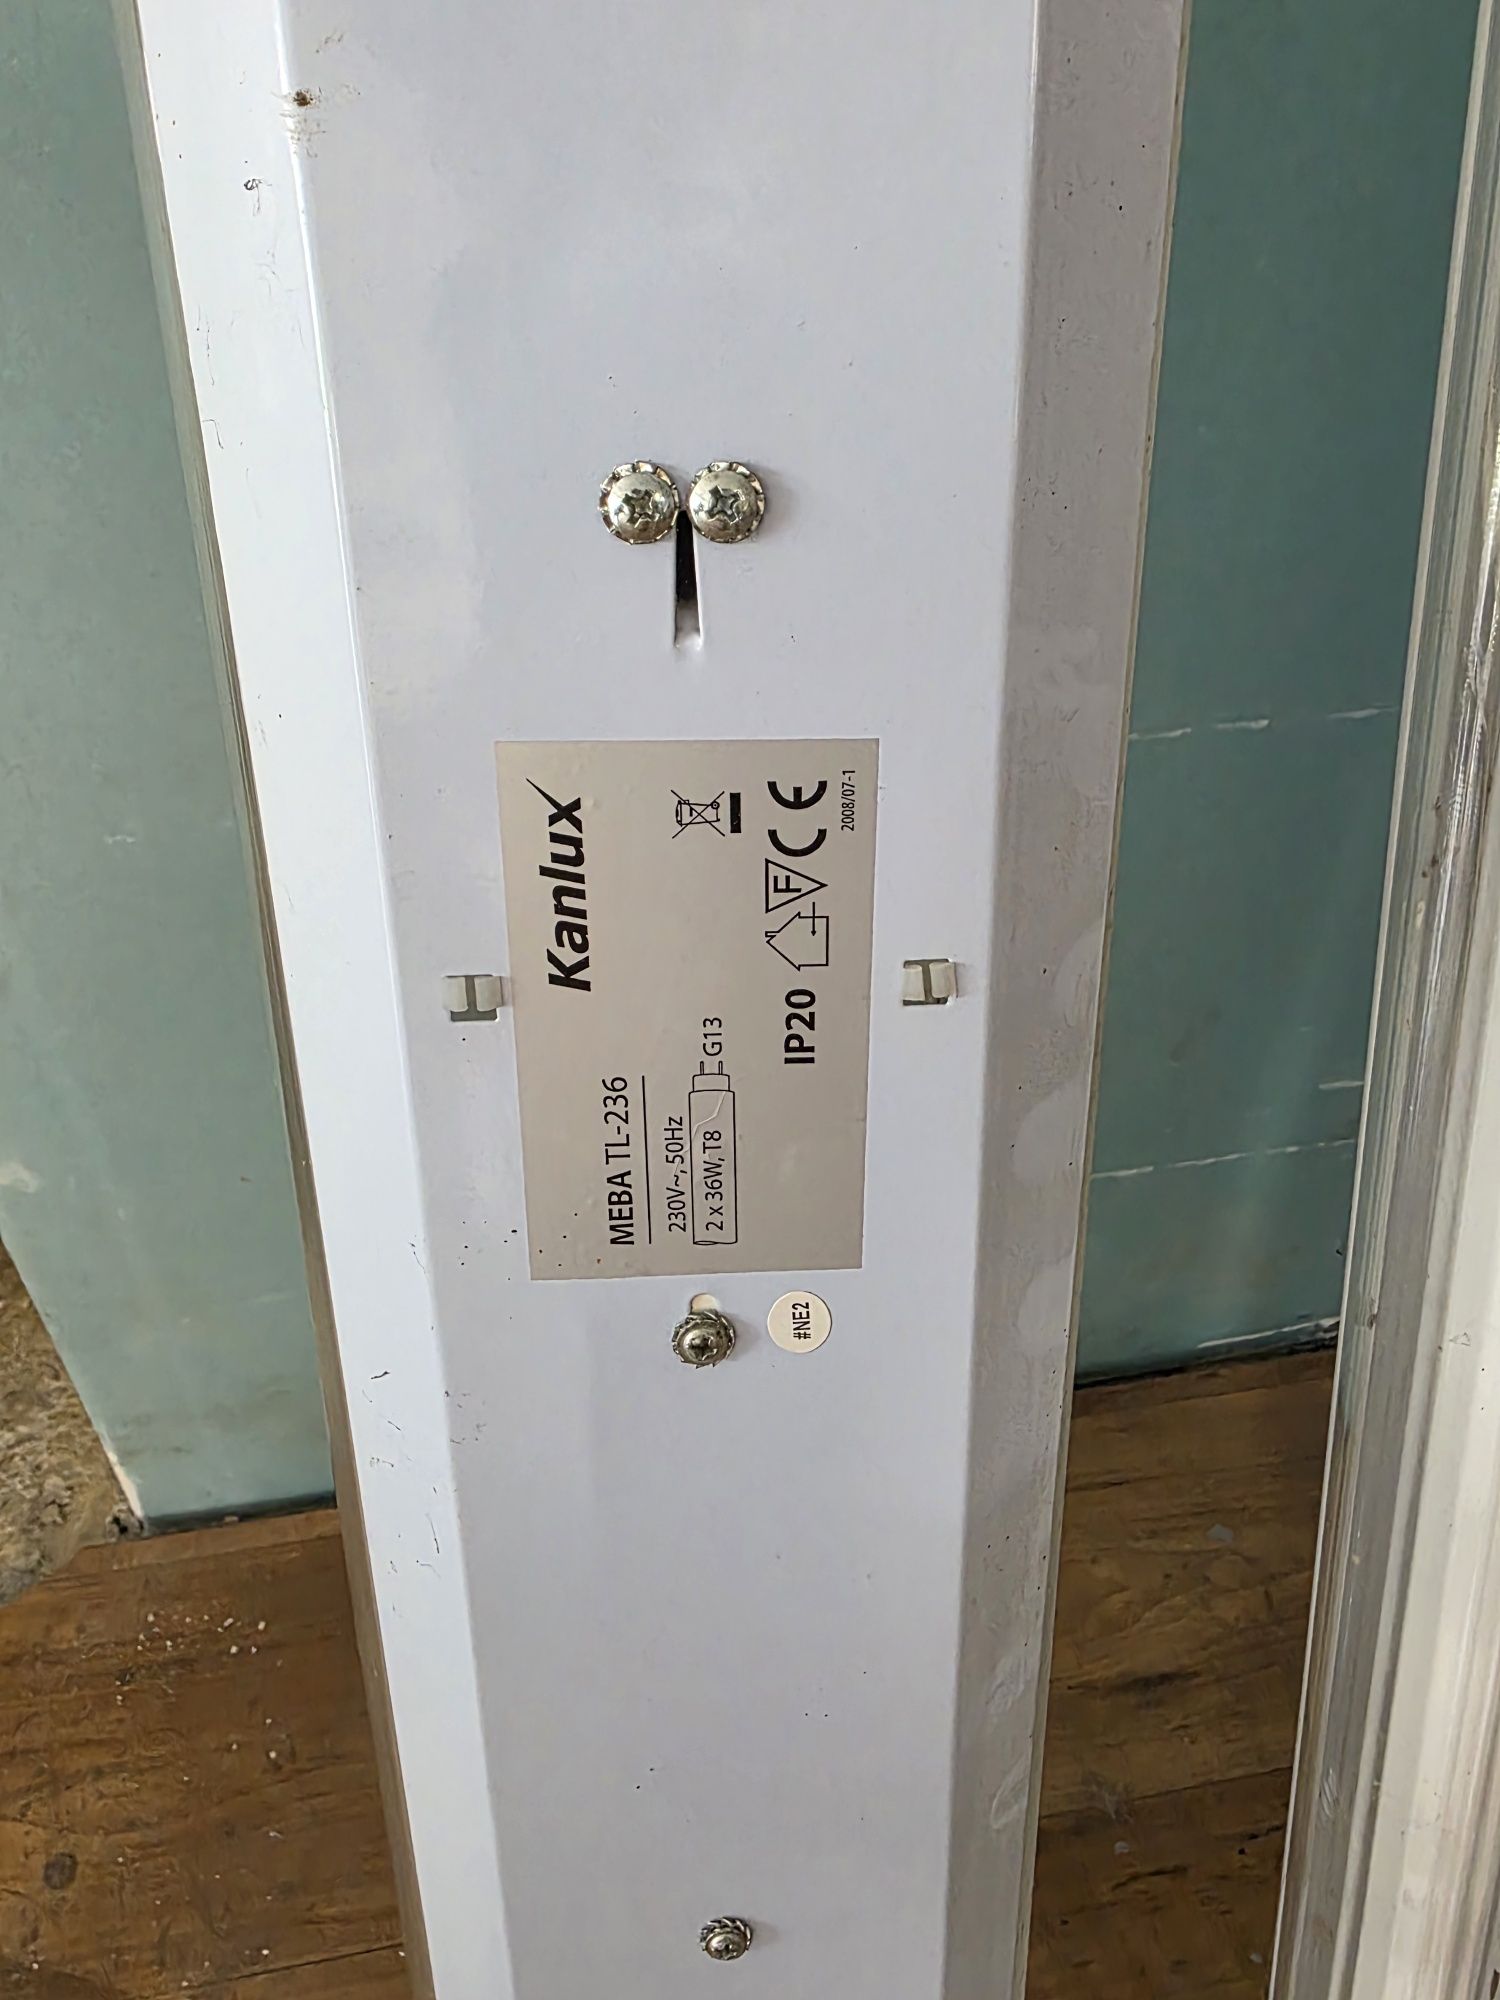 Kanlux
MEBA TL-236
230V~, 50Hz
2 x 36W, T8
G13
IP20
F
CE
2008/07-1
#NE2